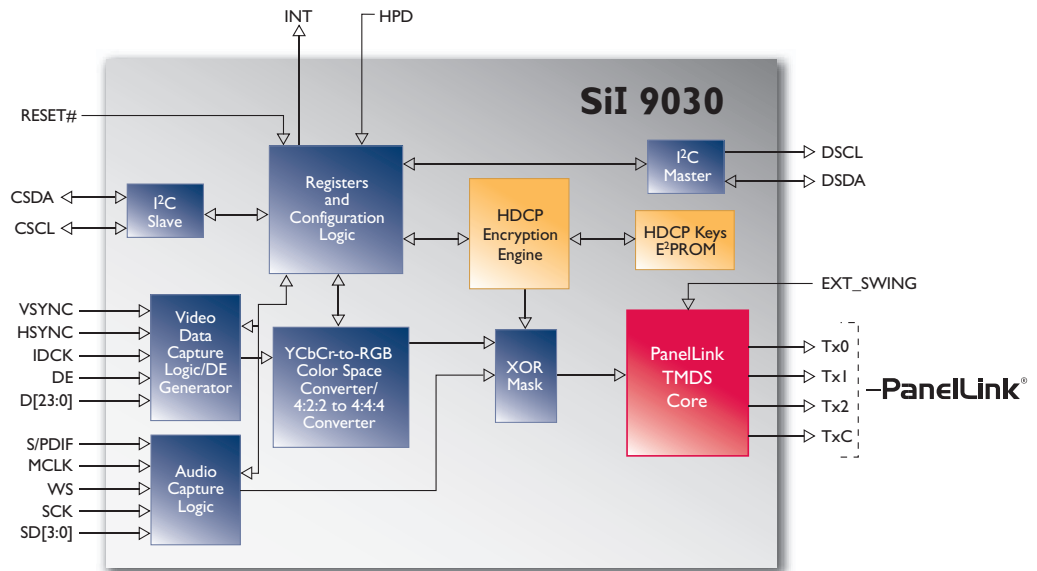 INT
HPD
SiI 9030
RESET#
I²C
Master
DSCL
DSDA
CSDA
CSCL
I²C
Slave
Registers
and
Configuration
Logic
HDCP
Encryption
Engine
HDCP Keys
E²PROM
EXT_SWING
VSYNC
HSYNC
IDCK
DE
D[23:0]
Video
Data
Capture
Logic/DE
Generator
YCbCr-to-RGB
Color Space
Converter/
4:2:2 to 4:4:4
Converter
XOR
Mask
PanelLink
TMDS
Core
Tx0
Tx1
Tx2
TxC
PanelLink®
S/PDIF
MCLK
WS
SCK
SD[3:0]
Audio
Capture
Logic